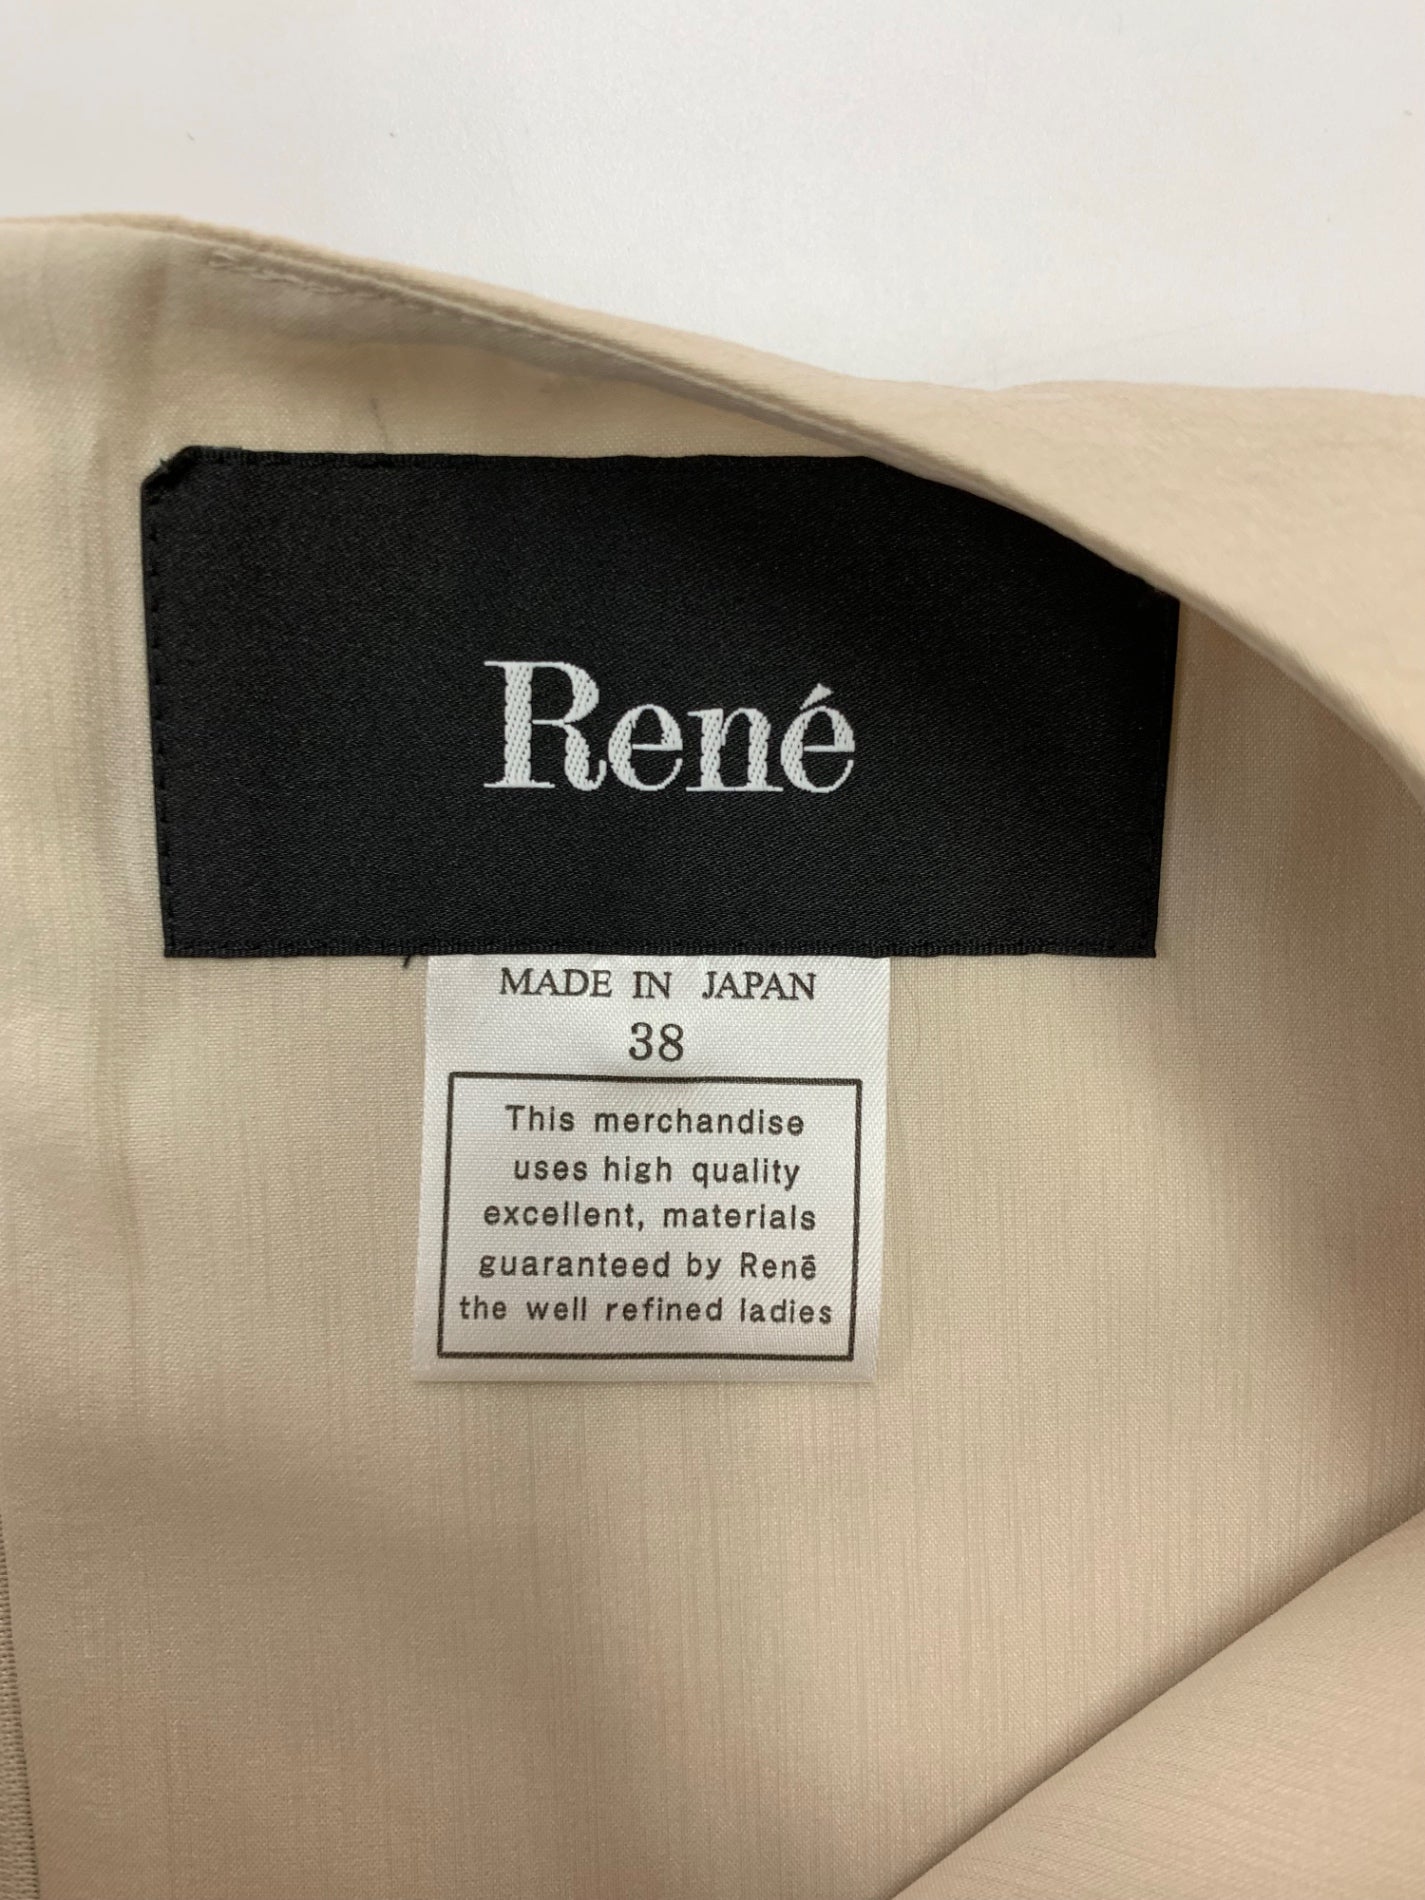 René
MADE IN JAPAN
38
This merchandise
uses high quality
excellent, materials
guaranteed by Renē
the well refined ladies